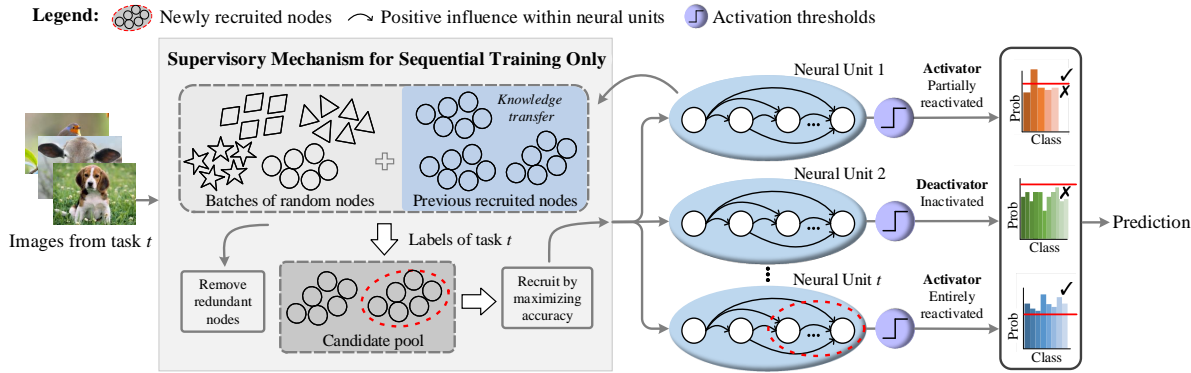 Legend: Newly recruited nodes Positive influence within neural units Activation thresholds
Supervisory Mechanism for Sequential Training Only
Knowledge
transfer
Batches of random nodes
Previous recruited nodes
Images from task t
Labels of task t
Remove
redundant
nodes
Candidate pool
Recruit by
maximizing
accuracy
Neural Unit 1
...
Activator
Partially
reactivated
Prob
Class
Neural Unit 2
...
Deactivator
Inactivated
Prob
Class
Neural Unit t
...
Activator
Entirely
reactivated
Prob
Class
Prediction